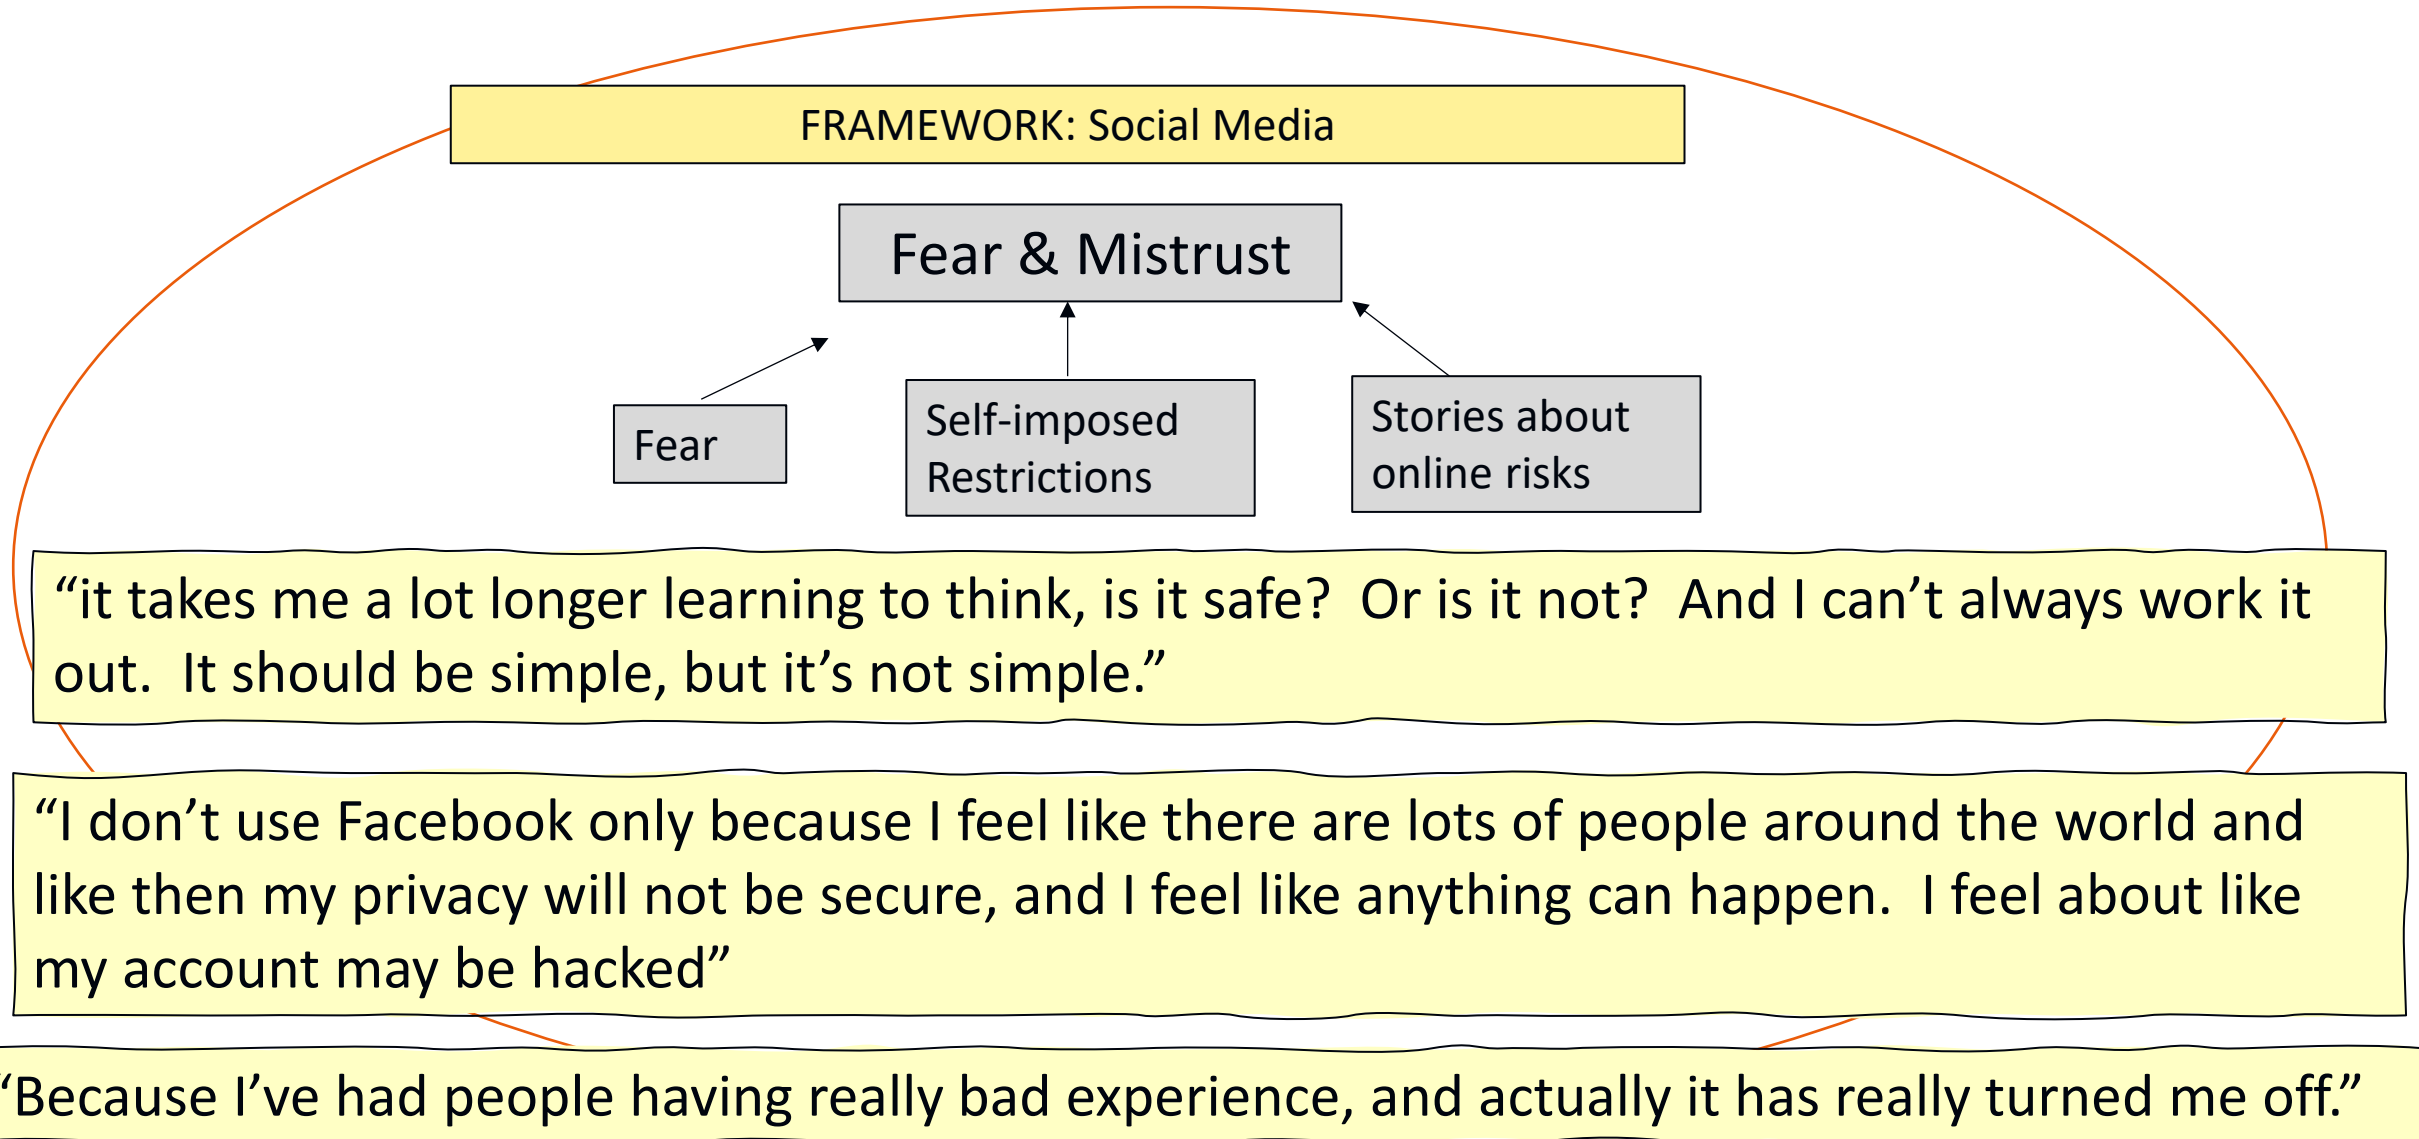 FRAMEWORK: Social Media
Fear & Mistrust
Fear
Self-imposed
Restrictions
Stories about
online risks
“it takes me a lot longer learning to think, is it safe?  Or is it not?  And I can’t always work it
out.  It should be simple, but it’s not simple.”
“I don’t use Facebook only because I feel like there are lots of people around the world and
like then my privacy will not be secure, and I feel like anything can happen.  I feel about like
my account may be hacked”
“Because I’ve had people having really bad experience, and actually it has really turned me off.”